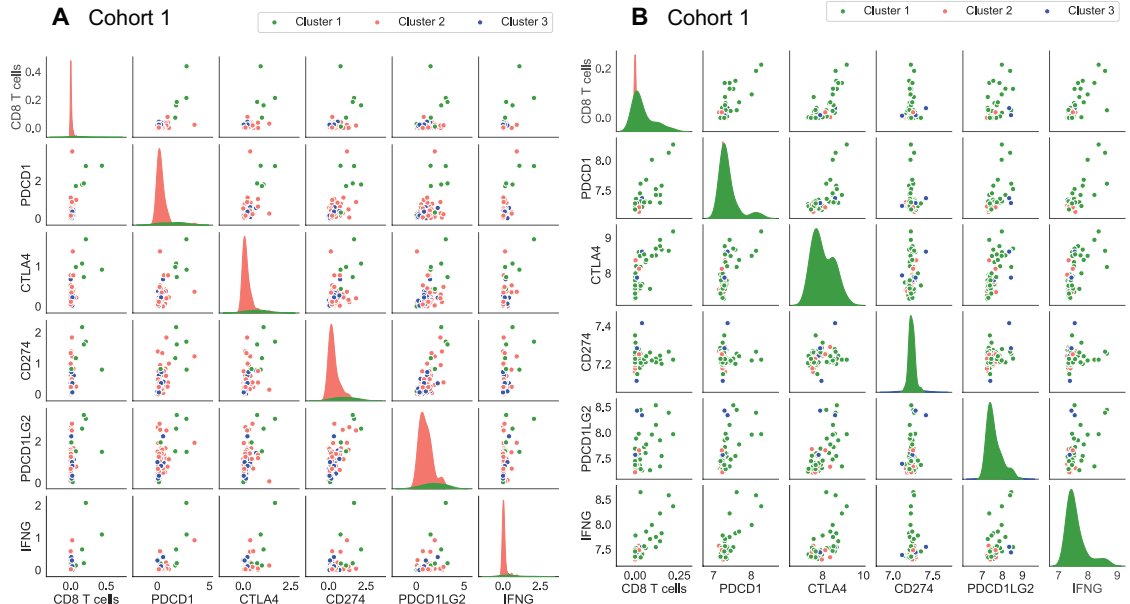 A Cohort 1
Cluster 1 Cluster 2 Cluster 3
CD8 T cells
0.4
0.2
0.0
PDCD1
2
0
CTLA4
1
0
CD274
2
1
0
PDCD1LG2
2
0
IFNG
2
1
0
0.0 0.5 0 5 0.0 2.5 0.0 2.5 0 5 0.0 2.5
CD8 T cells PDCD1 CTLA4 CD274 PDCD1LG2 IFNG
B Cohort 1
Cluster 1 Cluster 2 Cluster 3
CD8 T cells
0.2
0.0
PDCD1
8.0
7.5
CTLA4
9
8
CD274
7.4
7.2
PDCD1LG2
8.5
8.0
7.5
IFNG
8.5
8.0
7.5
0.00 0.25 7 8 8 10 7.0 7.5 7 8 9 7 8 9
CD8 T cells PDCD1 CTLA4 CD274 PDCD1LG2 IFNG